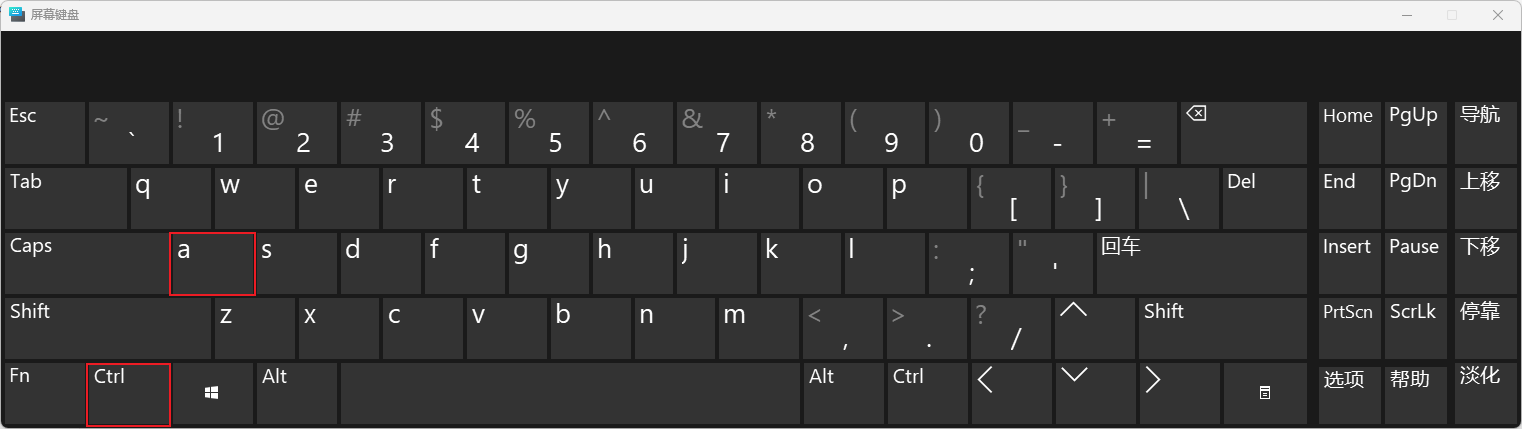 屏幕键盘
Esc ~ ` ! 1 @ 2 # 3 $ 4 % 5 ^ 6 & 7 * 8 ( 9 ) 0 _ - + = Home PgUp 导航
Tab q w e r t y u i o p { [ } ] | \ Del End PgDn 上移
Caps a s d f g h j k l : ; " ' 回车 Insert Pause 下移
Shift z x c v b n m < , > . ? / Shift PrtScn ScrLk 停靠
Fn Ctrl Alt Alt Ctrl 选项 帮助 淡化